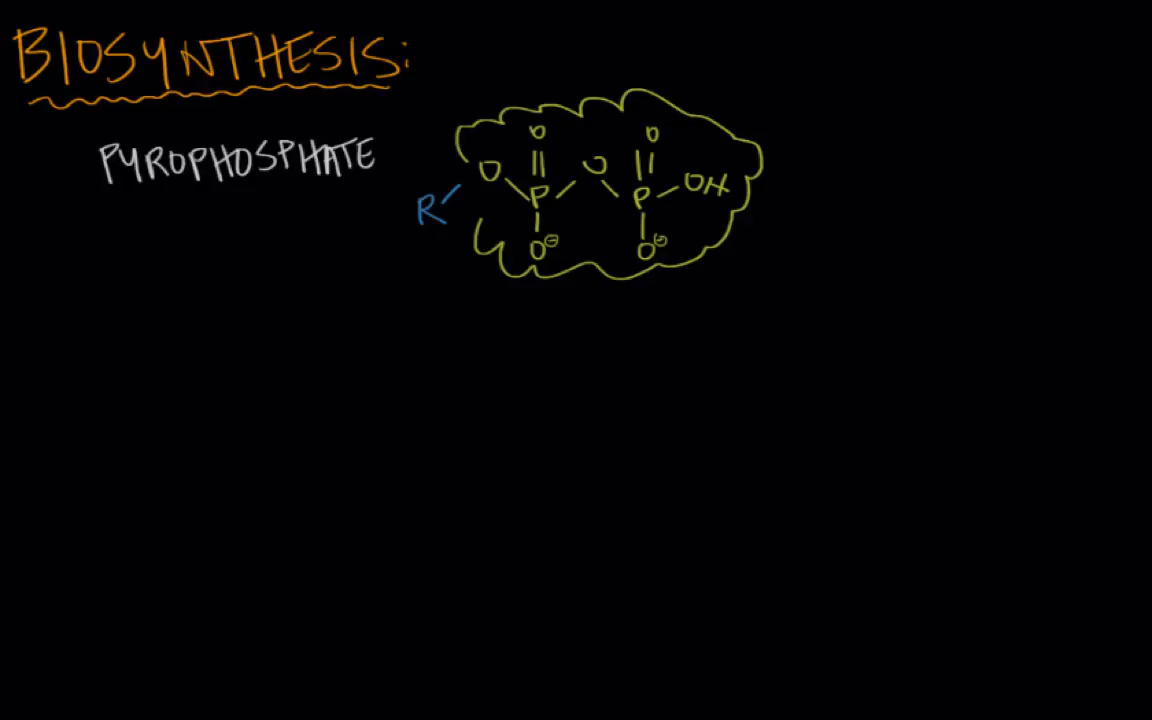 BIOSYNTHESIS:
PYROPHOSPHATE
O O
O O OH
R P P
O⊖ O⊖